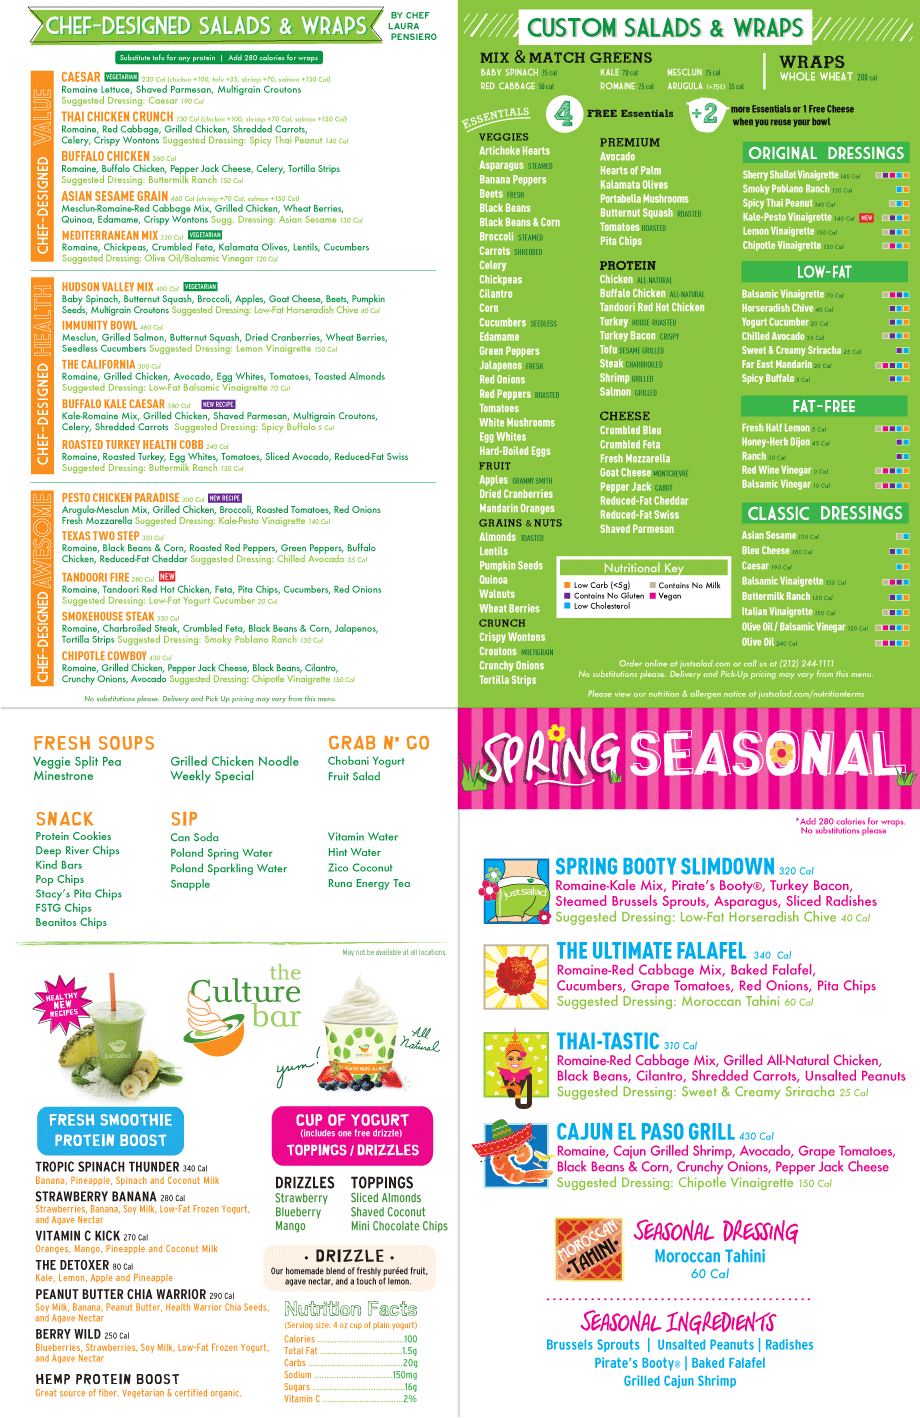 CHEF-DESIGNED SALADS & WRAPS
BY CHEF
LAURA
PENSIERO
Substitute tofu for any protein | Add 280 calories for wraps
CHEF-DESIGNED VALUE
CAESAR VEGETARIAN 230 Cal (chicken +100, tofu +35, shrimp +70, salmon +150 Cal)
Romaine Lettuce, Shaved Parmesan, Multigrain Croutons
Suggested Dressing: Caesar 190 Cal
THAI CHICKEN CRUNCH 130 Cal (chicken +100, shrimp +70 Cal, salmon +150 Cal)
Romaine, Red Cabbage, Grilled Chicken, Shredded Carrots,
Celery, Crispy Wontons Suggested Dressing: Spicy Thai Peanut 140 Cal
BUFFALO CHICKEN 360 Cal
Romaine, Buffalo Chicken, Pepper Jack Cheese, Celery, Tortilla Strips
Suggested Dressing: Buttermilk Ranch 150 Cal
ASIAN SESAME GRAIN 460 Cal (shrimp +70 Cal, salmon +150 Cal)
Mesclun-Romaine-Red Cabbage Mix, Grilled Chicken, Wheat Berries,
Quinoa, Edamame, Crispy Wontons Sugg. Dressing: Asian Sesame 130 Cal
MEDITERRANEAN MIX 330 Cal VEGETARIAN
Romaine, Chickpeas, Crumbled Feta, Kalamata Olives, Lentils, Cucumbers
Suggested Dressing: Olive Oil/Balsamic Vinegar 120 Cal
CHEF-DESIGNED HEALTH
HUDSON VALLEY MIX 400 Cal VEGETARIAN
Baby Spinach, Butternut Squash, Broccoli, Apples, Goat Cheese, Beets, Pumpkin
Seeds, Multigrain Croutons Suggested Dressing: Low-Fat Horseradish Chive 40 Cal
IMMUNITY BOWL 460 Cal
Mesclun, Grilled Salmon, Butternut Squash, Dried Cranberries, Wheat Berries,
Seedless Cucumbers Suggested Dressing: Lemon Vinaigrette 150 Cal
THE CALIFORNIA 300 Cal
Romaine, Grilled Chicken, Avocado, Egg Whites, Tomatoes, Toasted Almonds
Suggested Dressing: Low-Fat Balsamic Vinaigrette 70 Cal
BUFFALO KALE CAESAR 380 Cal NEW RECIPE
Kale-Romaine Mix, Grilled Chicken, Shaved Parmesan, Multigrain Croutons,
Celery, Shredded Carrots Suggested Dressing: Spicy Buffalo 5 Cal
ROASTED TURKEY HEALTH COBB 240 Cal
Romaine, Roasted Turkey, Egg Whites, Tomatoes, Sliced Avocado, Reduced-Fat Swiss
Suggested Dressing: Buttermilk Ranch 150 Cal
CHEF-DESIGNED AWESOME
PESTO CHICKEN PARADISE 300 Cal NEW RECIPE
Arugula-Mesclun Mix, Grilled Chicken, Broccoli, Roasted Tomatoes, Red Onions
Fresh Mozzarella Suggested Dressing: Kale-Pesto Vinaigrette 140 Cal
TEXAS TWO STEP 310 Cal
Romaine, Black Beans & Corn, Roasted Red Peppers, Green Peppers, Buffalo
Chicken, Reduced-Fat Cheddar Suggested Dressing: Chilled Avocado 35 Cal
TANDOORI FIRE 280 Cal NEW
Romaine, Tandoori Red Hot Chicken, Feta, Pita Chips, Cucumbers, Red Onions
Suggested Dressing: Low-Fat Yogurt Cucumber 20 Cal
SMOKEHOUSE STEAK 350 Cal
Romaine, Charbroiled Steak, Crumbled Feta, Black Beans & Corn, Jalapenos,
Tortilla Strips Suggested Dressing: Smoky Poblano Ranch 130 Cal
CHIPOTLE COWBOY 430 Cal
Romaine, Grilled Chicken, Pepper Jack Cheese, Black Beans, Cilantro,
Crunchy Onions, Avocado Suggested Dressing: Chipotle Vinaigrette 150 Cal
No substitutions please. Delivery and Pick Up pricing may vary from this menu.
CUSTOM SALADS & WRAPS
MIX & MATCH GREENS
BABY SPINACH 25 cal KALE 70 cal MESCLUN 25 cal
RED CABBAGE 50 cal ROMAINE 25 cal ARUGULA (+75¢) 35 cal
WRAPS
WHOLE WHEAT 280 cal
ESSENTIALS
4 FREE Essentials
+2 more Essentials or 1 Free Cheese
when you reuse your bowl
VEGGIES
Artichoke Hearts
Asparagus STEAMED
Banana Peppers
Beets FRESH
Black Beans
Black Beans & Corn
Broccoli STEAMED
Carrots SHREDDED
Celery
Chickpeas
Cilantro
Corn
Cucumbers SEEDLESS
Edamame
Green Peppers
Jalapenos FRESH
Red Onions
Red Peppers ROASTED
Tomatoes
White Mushrooms
Egg Whites
Hard-Boiled Eggs
FRUIT
Apples GRANNY SMITH
Dried Cranberries
Mandarin Oranges
GRAINS & NUTS
Almonds TOASTED
Lentils
Pumpkin Seeds
Quinoa
Walnuts
Wheat Berries
CRUNCH
Crispy Wontons
Croutons MULTIGRAIN
Crunchy Onions
Tortilla Strips
PREMIUM
Avocado
Hearts of Palm
Kalamata Olives
Portabella Mushrooms
Butternut Squash ROASTED
Tomatoes ROASTED
Pita Chips
PROTEIN
Chicken ALL-NATURAL
Buffalo Chicken ALL-NATURAL
Tandoori Red Hot Chicken
Turkey HOUSE-ROASTED
Turkey Bacon CRISPY
Tofu SESAME GRILLED
Steak CHARBROILED
Shrimp GRILLED
Salmon GRILLED
CHEESE
Crumbled Bleu
Crumbled Feta
Fresh Mozzarella
Goat Cheese MONTCHEVRÉ
Pepper Jack CABOT
Reduced-Fat Cheddar
Reduced-Fat Swiss
Shaved Parmesan
ORIGINAL DRESSINGS
Sherry Shallot Vinaigrette 140 Cal
Smoky Poblano Ranch 130 Cal
Spicy Thai Peanut 140 Cal
Kale-Pesto Vinaigrette 140 Cal NEW
Lemon Vinaigrette 150 Cal
Chipotle Vinaigrette 150 Cal
LOW-FAT
Balsamic Vinaigrette 70 Cal
Horseradish Chive 40 Cal
Yogurt Cucumber 20 Cal
Chilled Avocado 35 Cal
Sweet & Creamy Sriracha 25 Cal
Far East Mandarin 25 Cal
Spicy Buffalo 5 Cal
FAT-FREE
Fresh Half Lemon 5 Cal
Honey-Herb Dijon 45 Cal
Ranch 30 Cal
Red Wine Vinegar 0 Cal
Balsamic Vinegar 10 Cal
CLASSIC DRESSINGS
Asian Sesame 130 Cal
Bleu Cheese 160 Cal
Caesar 190 Cal
Balsamic Vinaigrette 150 Cal
Buttermilk Ranch 150 Cal
Italian Vinaigrette 150 Cal
Olive Oil / Balsamic Vinegar 120 Cal
Olive Oil 240 Cal
Nutritional Key
Low Carb (<5g) Contains No Milk
Contains No Gluten Vegan
Low Cholesterol
Order online at justsalad.com or call us at (212) 244-1111
No substitutions please. Delivery and Pick-Up pricing may vary from this menu.
Please view our nutrition & allergen notice at justsalad.com/nutritionterms
FRESH SOUPS
Veggie Split Pea
Minestrone
Grilled Chicken Noodle
Weekly Special
GRAB N' GO
Chobani Yogurt
Fruit Salad
SNACK
Protein Cookies
Deep River Chips
Kind Bars
Pop Chips
Stacy's Pita Chips
FSTG Chips
Beanitos Chips
SIP
Can Soda
Poland Spring Water
Poland Sparkling Water
Snapple
Vitamin Water
Hint Water
Zico Coconut
Runa Energy Tea
May not be available at all locations.
HEALTHY
NEW
RECIPES
justsalad
the
Culture
bar
yum!
All
Natural
FRESH SMOOTHIE
PROTEIN BOOST
TROPIC SPINACH THUNDER 340 Cal
Banana, Pineapple, Spinach and Coconut Milk
STRAWBERRY BANANA 280 Cal
Strawberries, Banana, Soy Milk, Low-Fat Frozen Yogurt,
and Agave Nectar
VITAMIN C KICK 270 Cal
Oranges, Mango, Pineapple and Coconut Milk
THE DETOXER 80 Cal
Kale, Lemon, Apple and Pineapple
PEANUT BUTTER CHIA WARRIOR 290 Cal
Soy Milk, Banana, Peanut Butter, Health Warrior Chia Seeds,
and Agave Nectar
BERRY WILD 250 Cal
Blueberries, Strawberries, Soy Milk, Low-Fat Frozen Yogurt,
and Agave Nectar
HEMP PROTEIN BOOST
Great source of fiber. Vegetarian & certified organic.
CUP OF YOGURT
(includes one free drizzle)
TOPPINGS / DRIZZLES
DRIZZLES
Strawberry
Blueberry
Mango
TOPPINGS
Sliced Almonds
Shaved Coconut
Mini Chocolate Chips
• DRIZZLE •
Our homemade blend of freshly puréed fruit,
agave nectar, and a touch of lemon.
Nutrition Facts
(Serving size: 4 oz cup of plain yogurt)
Calories 100
Total Fat 1.5g
Carbs 20g
Sodium 150mg
Sugars 16g
Vitamin C 2%
SPRING SEASONAL
*Add 280 calories for wraps.
No substitutions please
justsalad
SPRING BOOTY SLIMDOWN 320 Cal
Romaine-Kale Mix, Pirate's Booty®, Turkey Bacon,
Steamed Brussels Sprouts, Asparagus, Sliced Radishes
Suggested Dressing: Low-Fat Horseradish Chive 40 Cal
THE ULTIMATE FALAFEL 340 Cal
Romaine-Red Cabbage Mix, Baked Falafel,
Cucumbers, Grape Tomatoes, Red Onions, Pita Chips
Suggested Dressing: Moroccan Tahini 60 Cal
THAI-TASTIC 310 Cal
Romaine-Red Cabbage Mix, Grilled All-Natural Chicken,
Black Beans, Cilantro, Shredded Carrots, Unsalted Peanuts
Suggested Dressing: Sweet & Creamy Sriracha 25 Cal
CAJUN EL PASO GRILL 430 Cal
Romaine, Cajun Grilled Shrimp, Avocado, Grape Tomatoes,
Black Beans & Corn, Crunchy Onions, Pepper Jack Cheese
Suggested Dressing: Chipotle Vinaigrette 150 Cal
MOROCCAN
•TAHINI•
SEASONAL DRESSING
Moroccan Tahini
60 Cal
SEASONAL INGREDIENTS
Brussels Sprouts | Unsalted Peanuts | Radishes
Pirate's Booty® | Baked Falafel
Grilled Cajun Shrimp